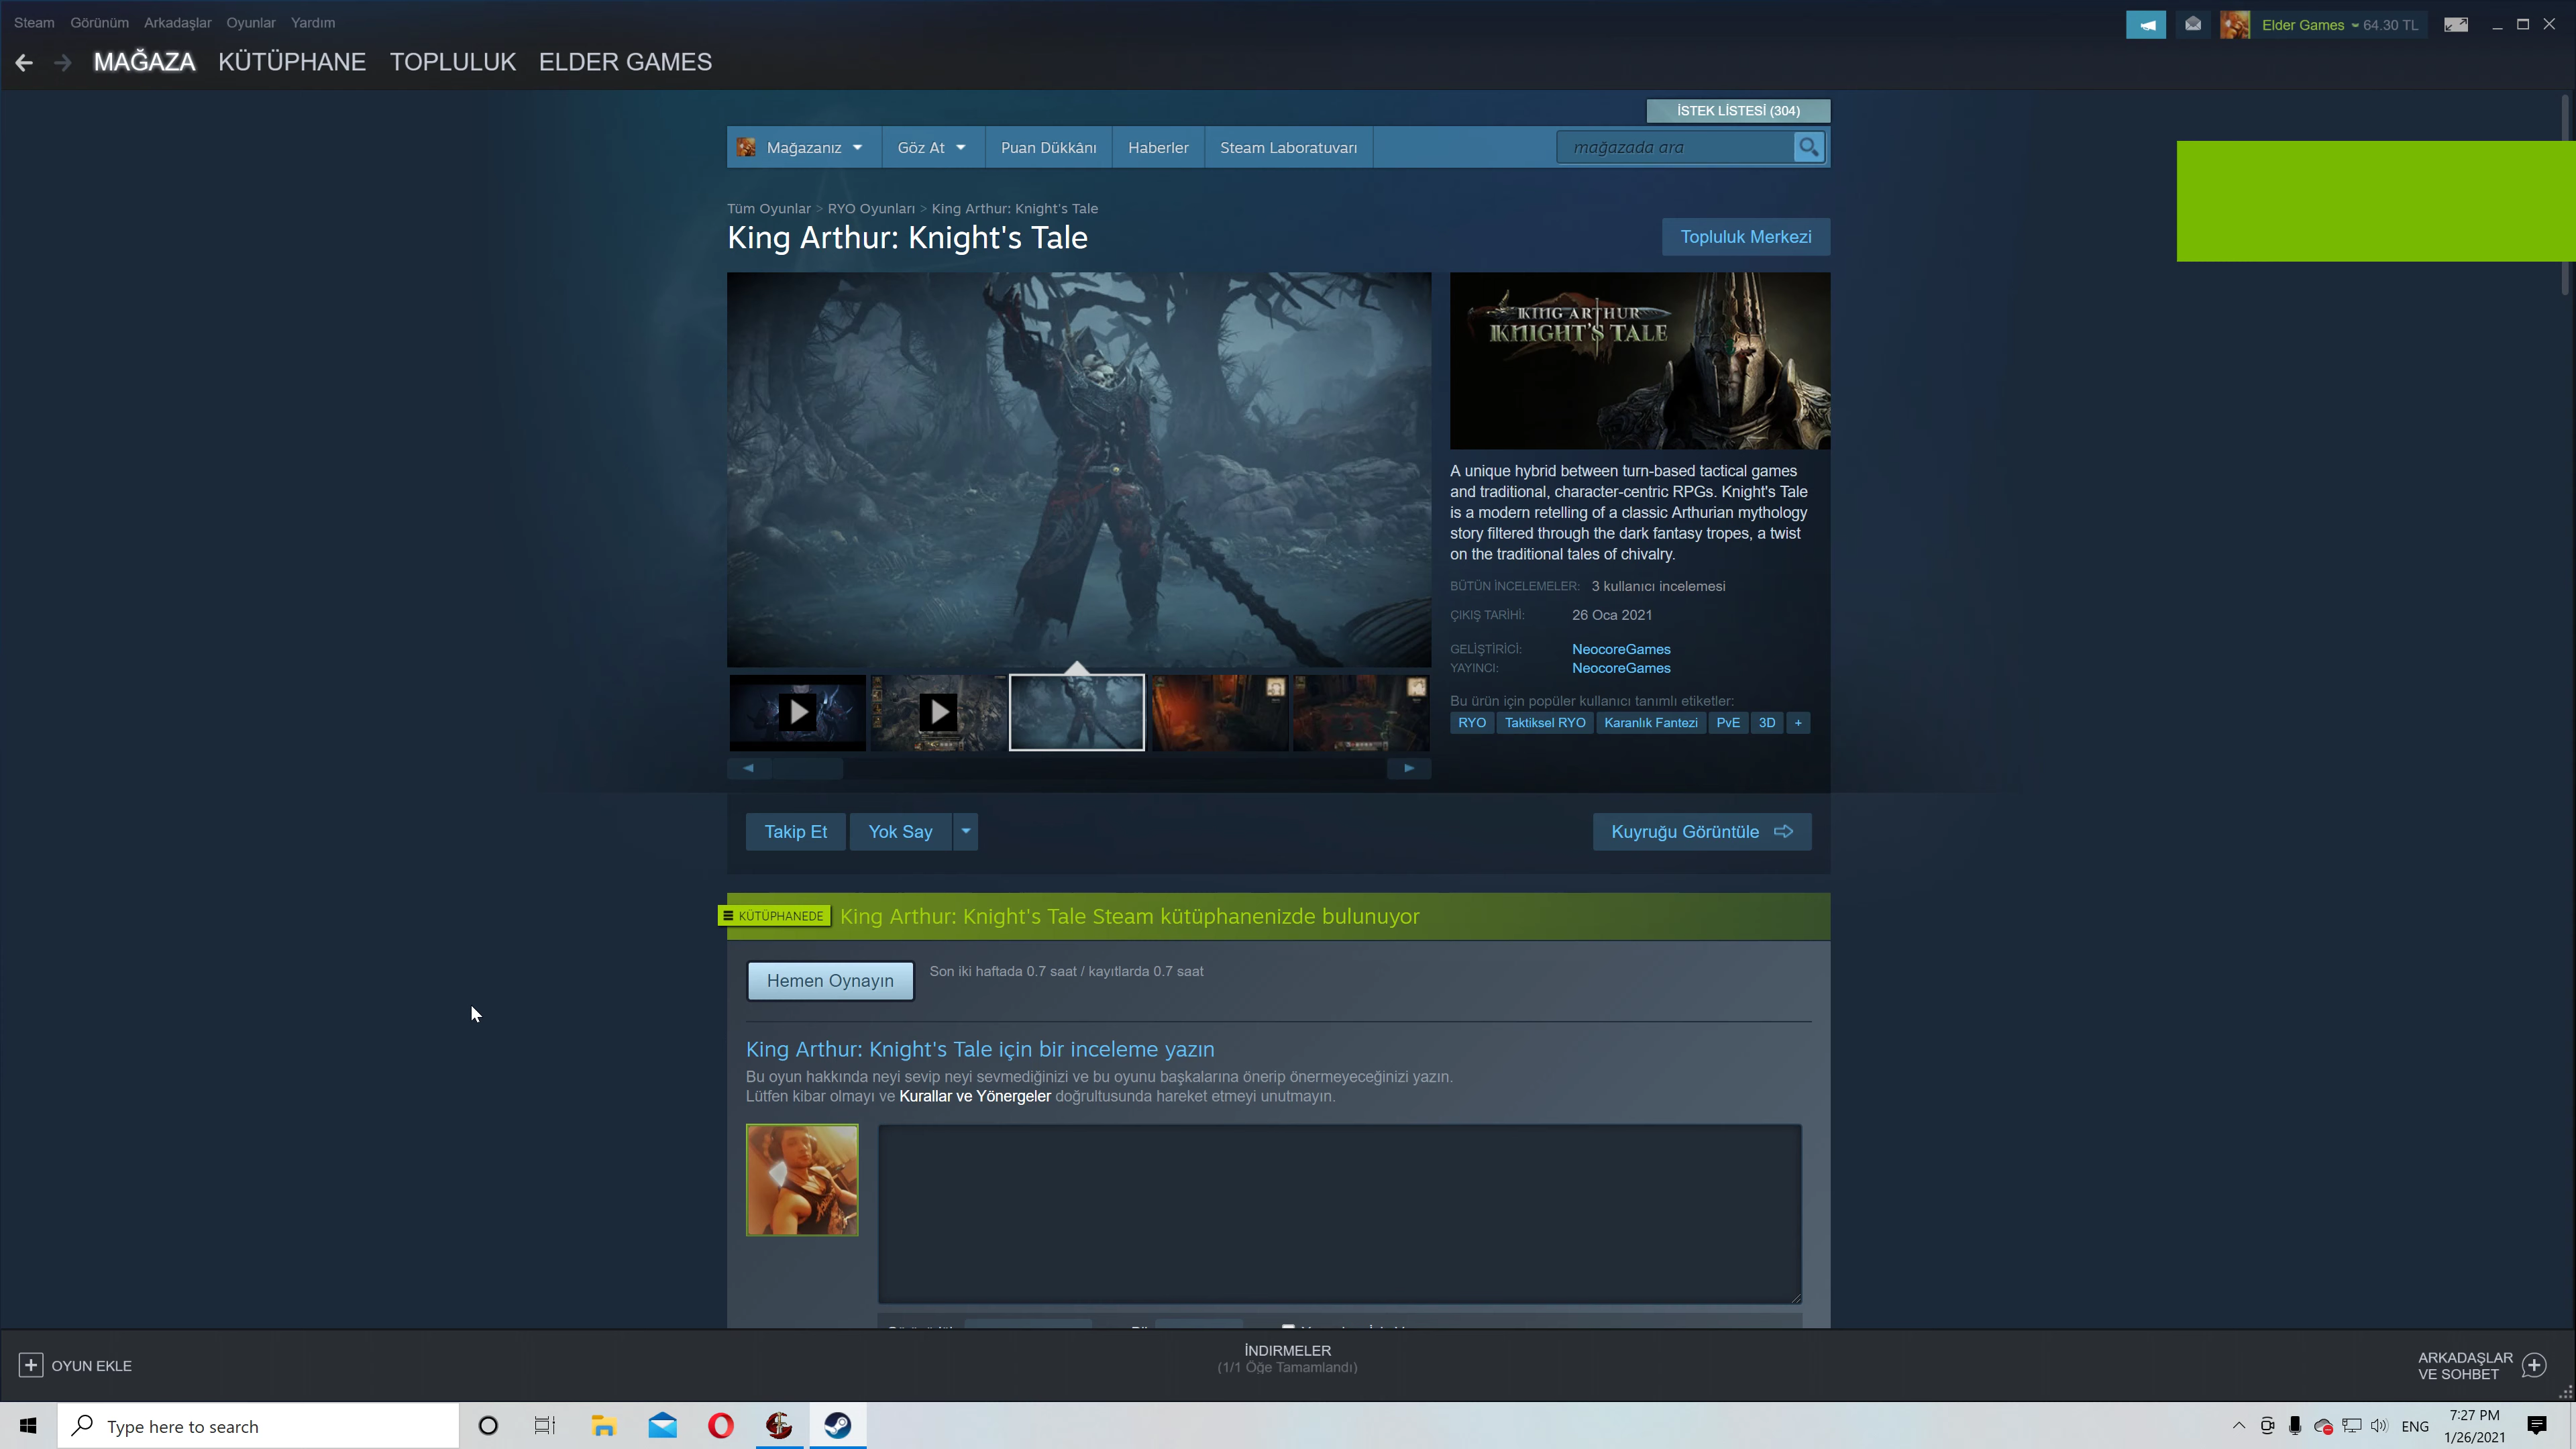 Steam Görünüm Arkadaşlar Oyunlar Yardım
Elder Games 64.30 TL
MAĞAZA KÜTÜPHANE TOPLULUK ELDER GAMES
İSTEK LİSTESİ (304)
Mağazanız Göz At Puan Dükkânı Haberler Steam Laboratuvarı mağazada ara
Tüm Oyunlar > RYO Oyunları > King Arthur: Knight's Tale
King Arthur: Knight's Tale
Topluluk Merkezi
KING ARTHUR
KNIGHT'S TALE
A unique hybrid between turn-based tactical games
and traditional, character-centric RPGs. Knight's Tale
is a modern retelling of a classic Arthurian mythology
story filtered through the dark fantasy tropes, a twist
on the traditional tales of chivalry.
BÜTÜN İNCELEMELER: 3 kullanıcı incelemesi
ÇIKIŞ TARİHİ: 26 Oca 2021
GELİŞTİRİCİ: NeocoreGames
YAYINCI: NeocoreGames
Bu ürün için popüler kullanıcı tanımlı etiketler:
RYO Taktiksel RYO Karanlık Fantezi PvE 3D +
Takip Et Yok Say Kuyruğu Görüntüle
KÜTÜPHANEDE King Arthur: Knight's Tale Steam kütüphanenizde bulunuyor
Hemen Oynayın Son iki haftada 0.7 saat / kayıtlarda 0.7 saat
King Arthur: Knight's Tale için bir inceleme yazın
Bu oyun hakkında neyi sevip neyi sevmediğinizi ve bu oyunu başkalarına önerip önermeyeceğinizi yazın.
Lütfen kibar olmayı ve Kurallar ve Yönergeler doğrultusunda hareket etmeyi unutmayın.
OYUN EKLE
İNDIRMELER
(1/1 Öğe Tamamlandı)
ARKADAŞLAR
VE SOHBET
Type here to search
ENG
7:27 PM
1/26/2021